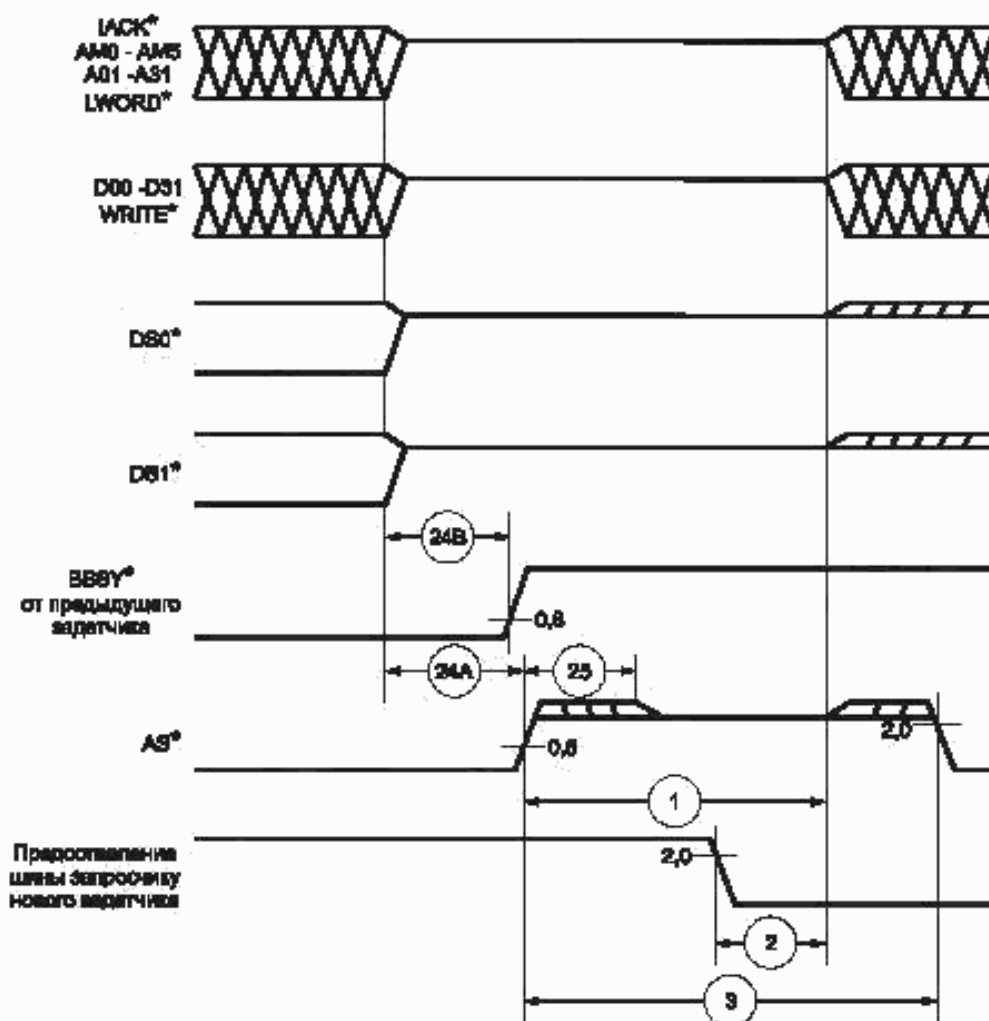 IACK*
AM0 - AM5
A01 -A31
LWORD*
D00 -D31
WRITE*
DS0*
DS1*
24B
BBSY*
от предыдущего
задатчика
0,8
24A
25
AS*
0,8
2,0
1
Предоставление
шины запросчику
нового задатчика
2,0
2
3